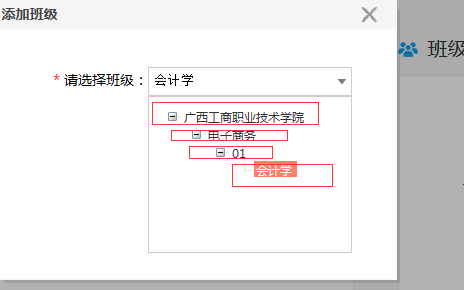 添加班级
班级
* 请选择班级：
会计学
广西工商职业技术学院
电子商务
01
会计学